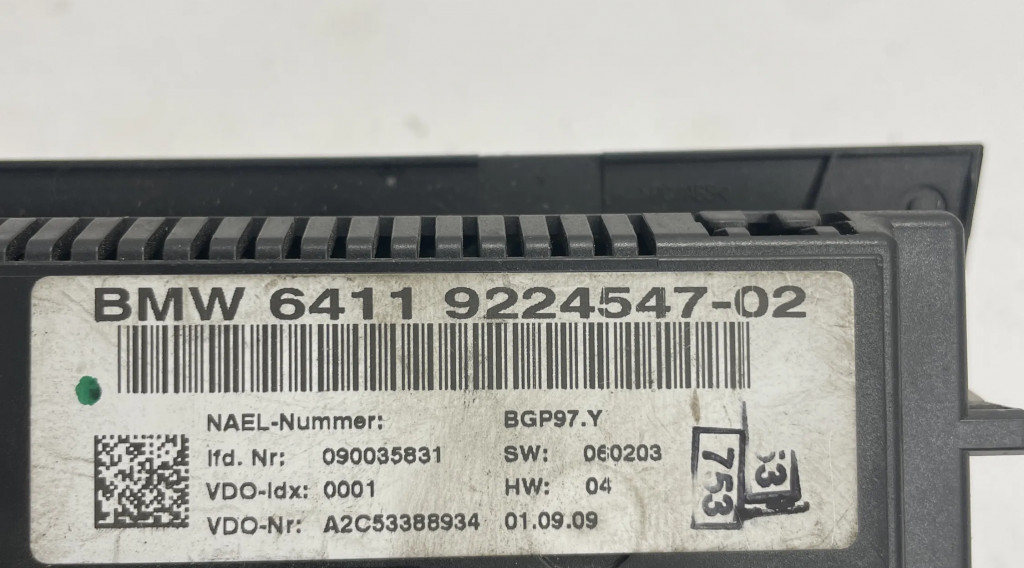 BMW 6411 9224547-02
NAEL-Nummer: BGP97.Y
lfd. Nr: 090035831 SW: 060203
VDO-Idx: 0001 HW: 04
VDO-Nr: A2C53388934 01.09.09
753